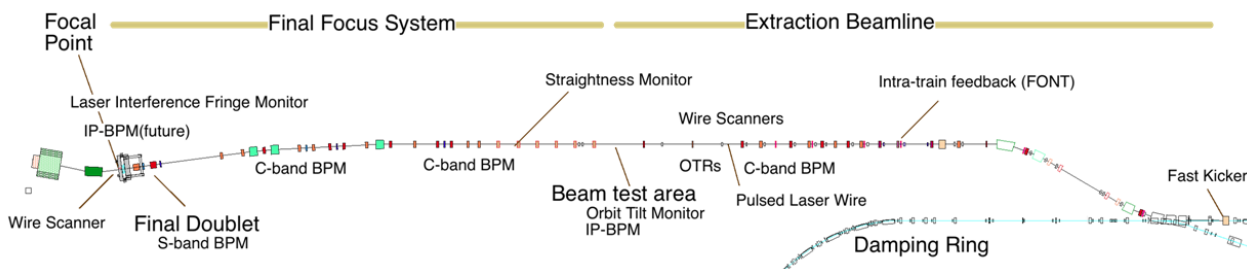 Focal
Point
Final Focus System
Extraction Beamline
Straightness Monitor
Intra-train feedback (FONT)
Laser Interference Fringe Monitor
IP-BPM(future)
Wire Scanners
C-band BPM
C-band BPM
OTRs
C-band BPM
Fast Kicker
Wire Scanner
Final Doublet
S-band BPM
Beam test area
Orbit Tilt Monitor
IP-BPM
Pulsed Laser Wire
Damping Ring